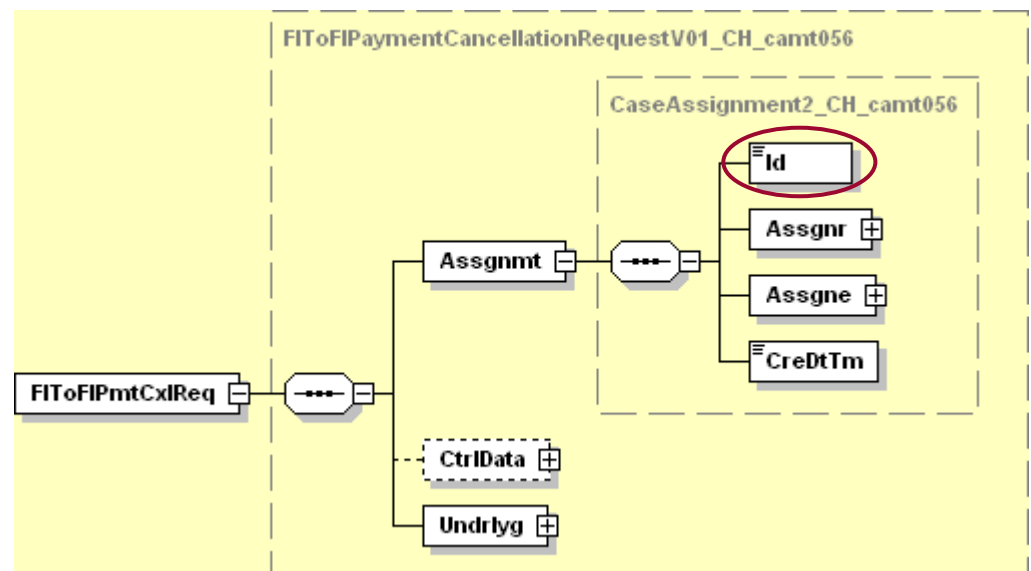 FIToFIPaymentCancellationRequestV01_CH_camt056
CaseAssignment2_CH_camt056
Id
Assgnr
Assgnmt
Assgne
CreDtTm
FIToFIPmtCxlReq
CtrlData
Undrlyg